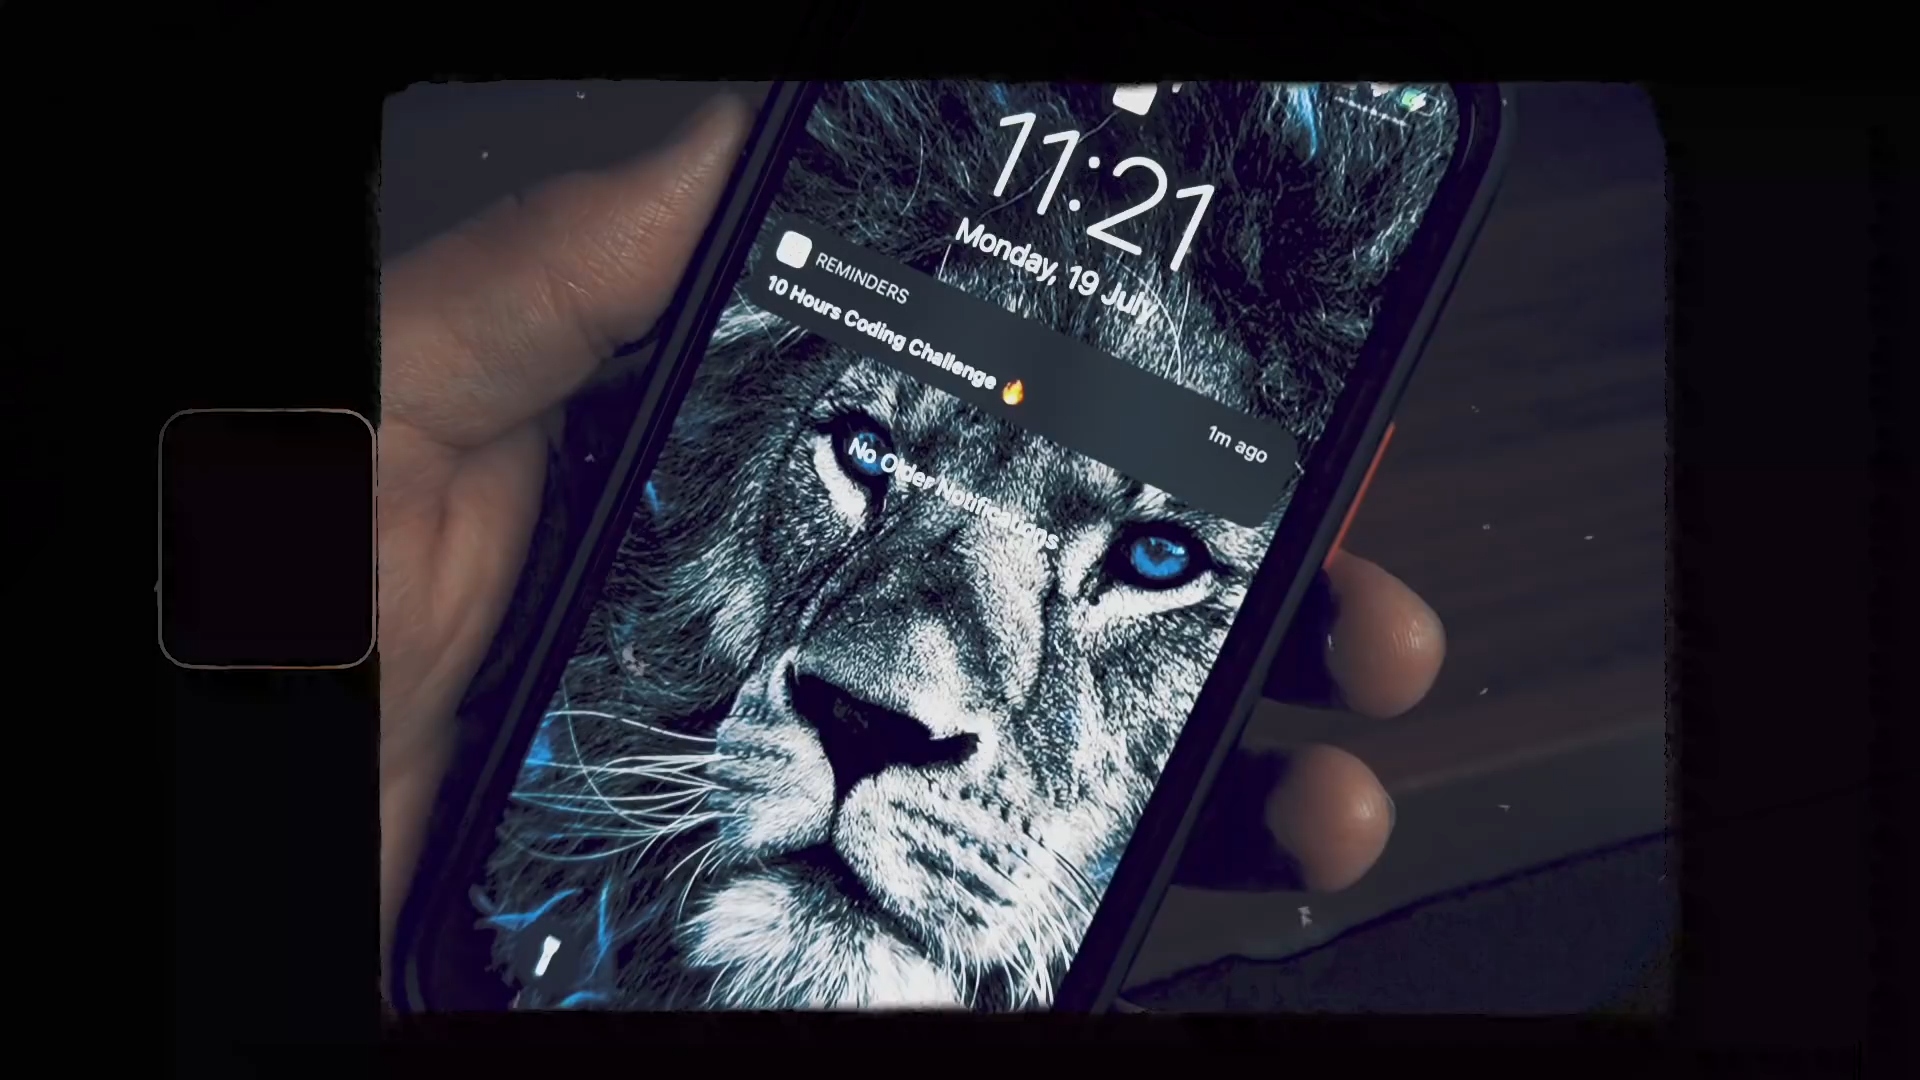 11:21
Monday, 19 July
REMINDERS
10 Hours Coding Challenge 🔥
1m ago
No Older Notifications